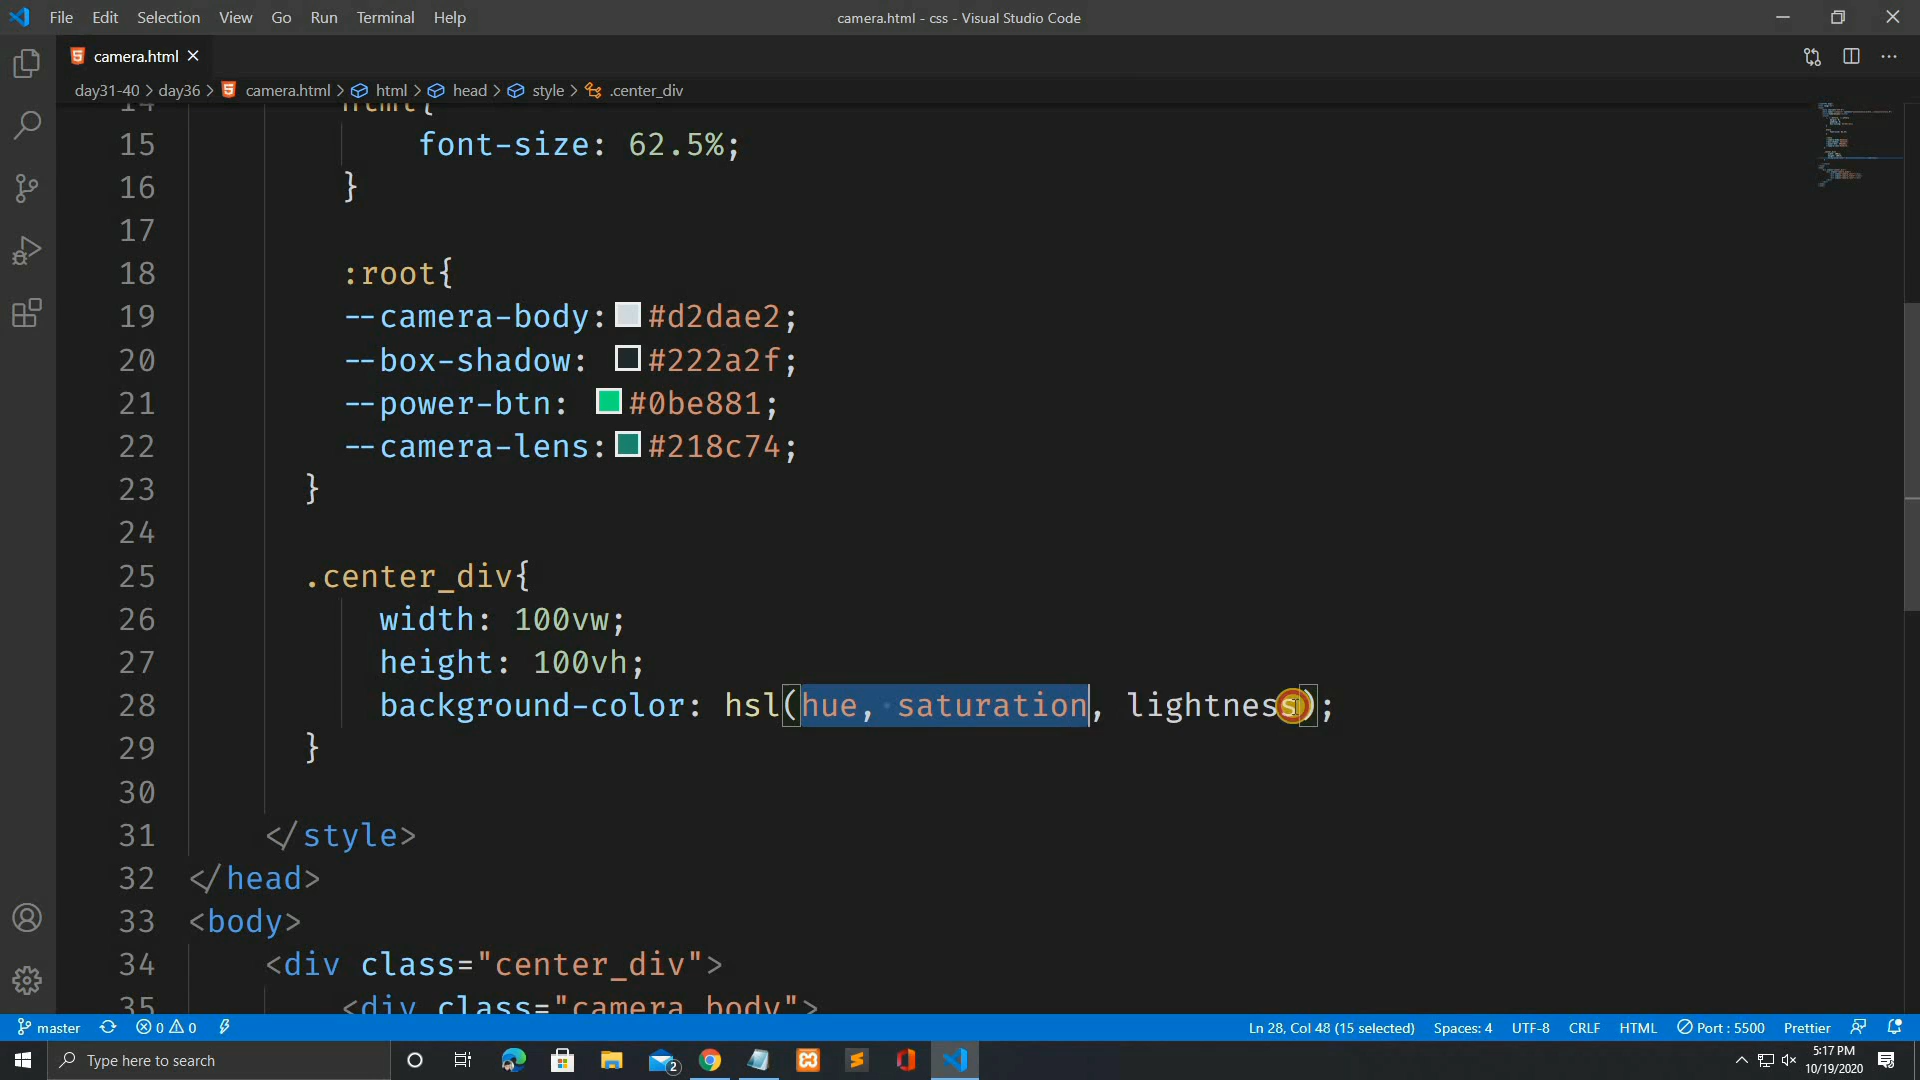 File Edit Selection View Go Run Terminal Help
camera.html - css - Visual Studio Code
camera.html
day31-40 > day36 > camera.html > html > head > style > .center_div
14 html{
15 font-size: 62.5%;
16 }
17
18 :root{
19 --camera-body: #d2dae2;
20 --box-shadow: #222a2f;
21 --power-btn: #0be881;
22 --camera-lens: #218c74;
23 }
24
25 .center_div{
26 width: 100vw;
27 height: 100vh;
28 background-color: hsl(hue, saturation, lightness);
29 }
30
31 </style>
32 </head>
33 <body>
34 <div class="center_div">
35 <div class="camera_body">
master 0 0 Ln 28, Col 48 (15 selected) Spaces: 4 UTF-8 CRLF HTML Port : 5500 Prettier
Type here to search
2
5:17 PM
10/19/2020